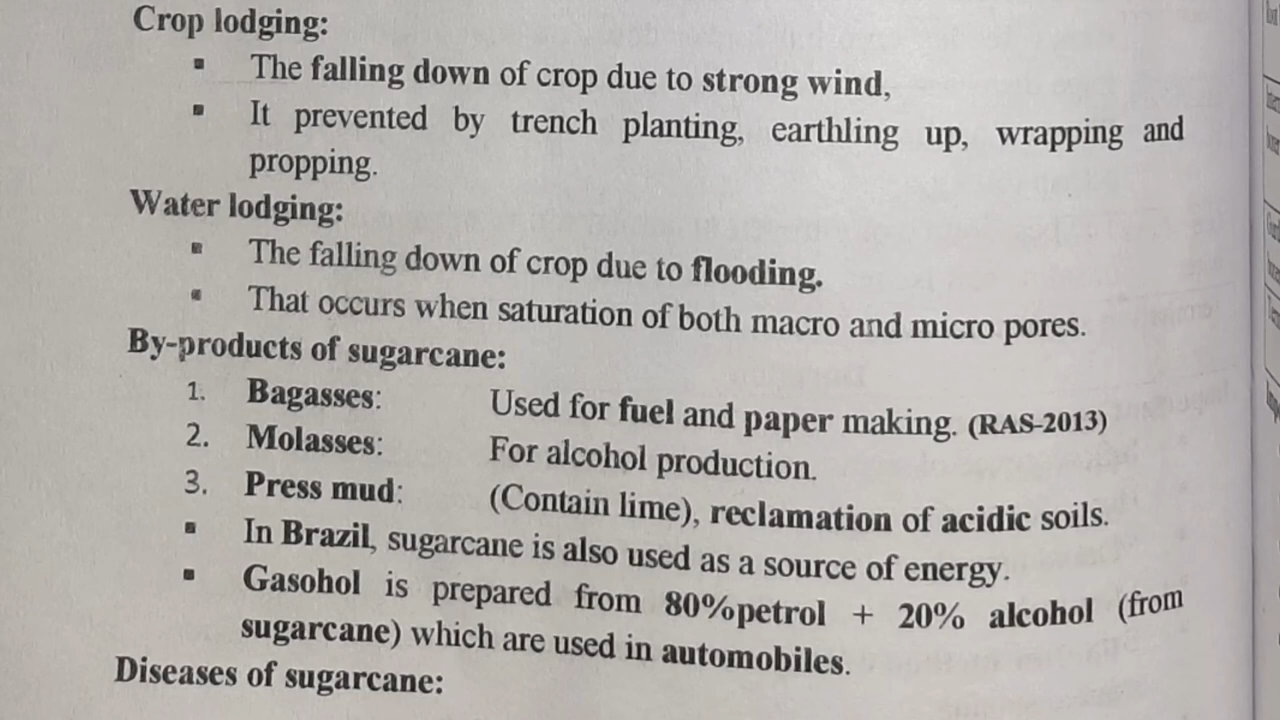 Crop lodging:
▪ The falling down of crop due to strong wind,
▪ It prevented by trench planting, earthling up, wrapping and
propping.
Water lodging:
▪ The falling down of crop due to flooding.
▪ That occurs when saturation of both macro and micro pores.
By-products of sugarcane:
1. Bagasses: Used for fuel and paper making. (RAS-2013)
2. Molasses: For alcohol production.
3. Press mud: (Contain lime), reclamation of acidic soils.
▪ In Brazil, sugarcane is also used as a source of energy.
▪ Gasohol is prepared from 80%petrol + 20% alcohol (from
sugarcane) which are used in automobiles.
Diseases of sugarcane: